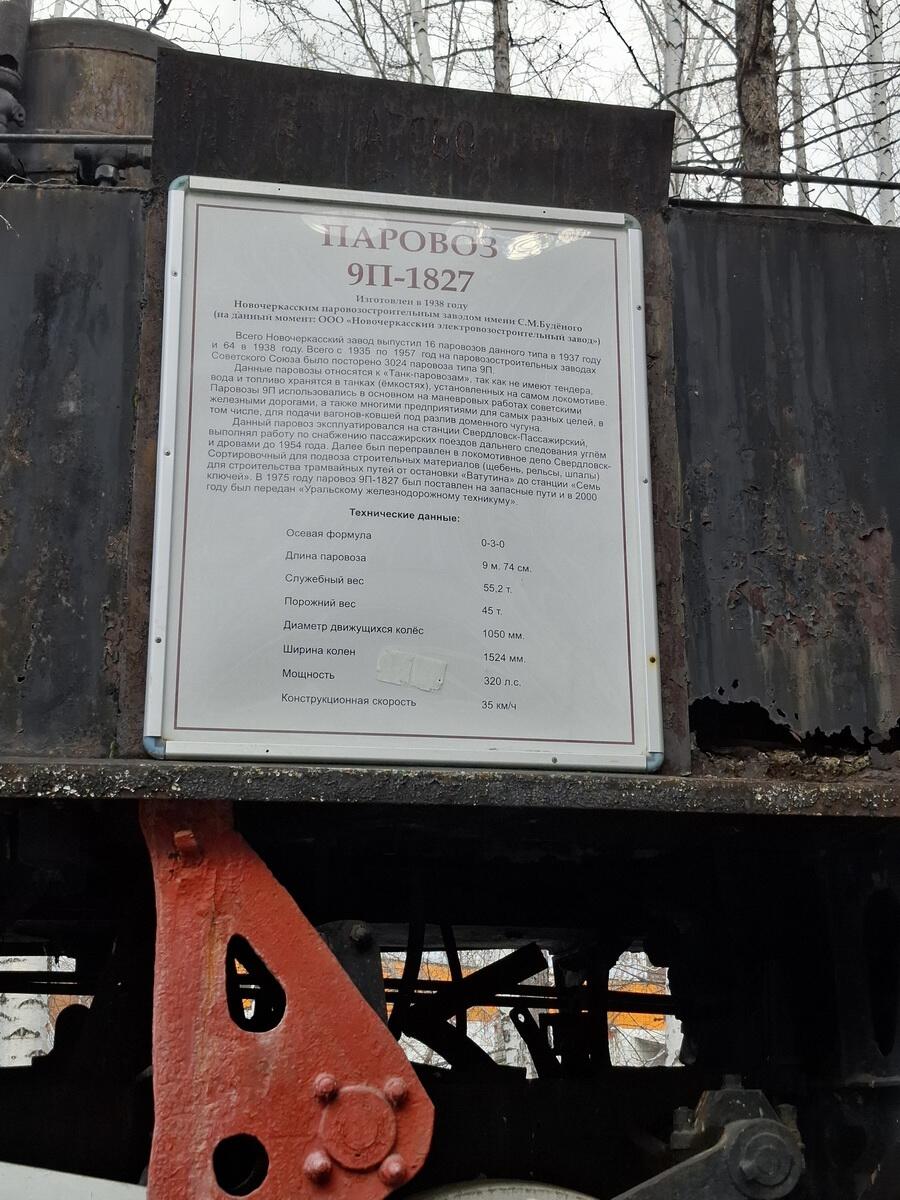 ПАРОВОЗ
9П-1827
Изготовлен в 1938 году
Новочеркасским паровозостроительным заводом имени С.М.Будёного
(на данный момент: ООО «Новочеркасский электровозостроительный завод»)
Всего Новочеркасский завод выпустил 16 паровозов данного типа в 1937 году
и 64 в 1938 году. Всего с 1935 по 1957 год на паровозостроительных заводах
Советского Союза было посторено 3024 паровоза типа 9П.
Данные паровозы относятся к «Танк-паровозам», так как не имеют тендера,
вода и топливо хранятся в танках (ёмкостях), установленных на самом локомотиве.
Паровозы 9П использовались в основном на маневровых работах советскими
железными дорогами, а также многими предприятиями для самых разных целей, в
том числе, для подачи вагонов-ковшей под разлив доменного чугуна.
Данный паровоз эксплуатировался на станции Свердловск-Пассажирский,
выполнял работу по снабжению пассажирских поездов дальнего следования углём
и дровами до 1954 года. Далее был переправлен в локомотивное депо Свердловск-
Сортировочный для подвоза строительных материалов (щебень, рельсы, шпалы)
для строительства трамвайных путей от остановки «Ватутина» до станции «Семь
ключей». В 1975 году паровоз 9П-1827 был поставлен на запасные пути и в 2000
году был передан «Уральскому железнодорожному техникуму».
Технические данные:
Осевая формула 0-3-0
Длина паровоза 9 м. 74 см.
Служебный вес 55,2 т.
Порожний вес 45 т.
Диаметр движущихся колёс 1050 мм.
Ширина колеи 1524 мм.
Мощность 320 л.с.
Конструкционная скорость 35 км/ч